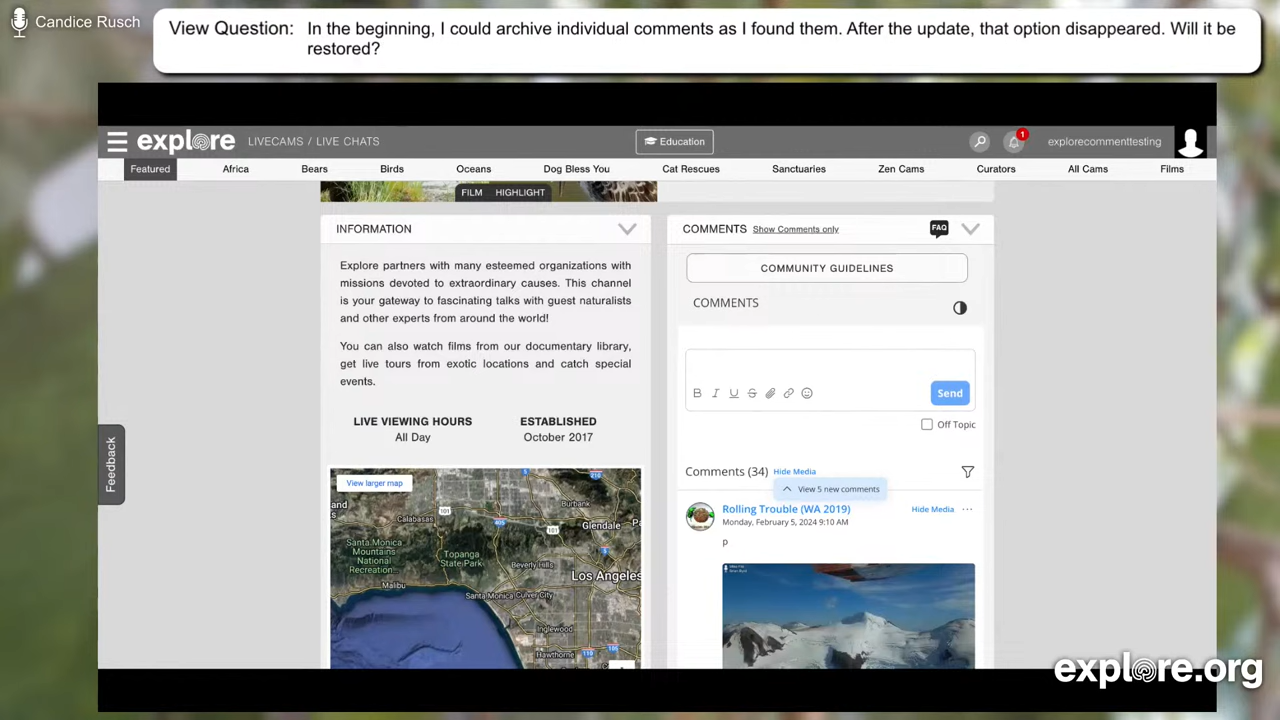 Candice Rusch
View Question: In the beginning, I could archive individual comments as I found them. After the update, that option disappeared. Will it be
restored?
explore LIVECAMS / LIVE CHATS
Education
1
explorecommenttesting
Featured Africa Bears Birds Oceans Dog Bless You Cat Rescues Sanctuaries Zen Cams Curators All Cams Films
FILM HIGHLIGHT
INFORMATION
Explore partners with many esteemed organizations with
missions devoted to extraordinary causes. This channel
is your gateway to fascinating talks with guest naturalists
and other experts from around the world!
You can also watch films from our documentary library,
get live tours from exotic locations and catch special
events.
LIVE VIEWING HOURS ESTABLISHED
All Day October 2017
View larger map
Burbank
Calabasas
Glendale
Santa Monica
Mountains
National
Recreation...
Topanga
State Park
Beverly Hills
Los Angeles
Malibu
Santa Monica
Culver City
Inglewood
Hawthorne
101
405
101
5
5
210
105
COMMENTS Show Comments only FAQ
COMMUNITY GUIDELINES
COMMENTS
B I U S
Send
Off Topic
Comments (34) Hide Media
View 5 new comments
Rolling Trouble (WA 2019) Hide Media ...
Monday, February 5, 2024 9:10 AM
p
Feedback
explore.org